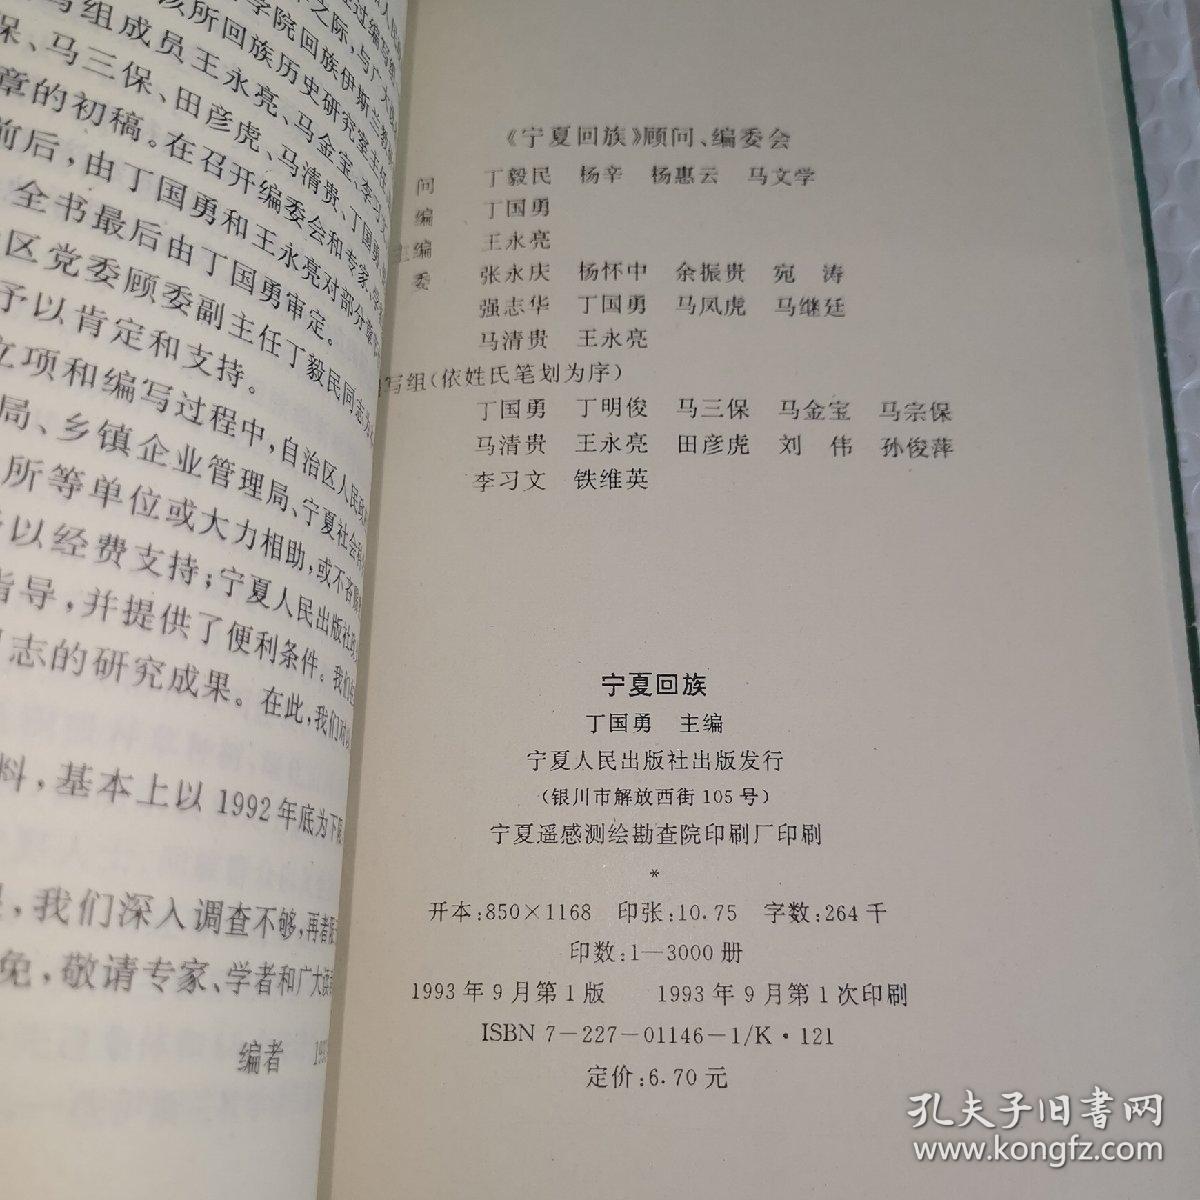 写组成员王永亮、马金宝、李习文
保、马三保、田彦虎、马清贵、丁国勇
章的初稿。在召开编委会和专家
前后，由丁国勇和王永亮对部分章
全书最后由丁国勇审定。
区党委顾委副主任丁毅民同志
予以肯定和支持。
立项和编写过程中，自治区人民政
局、乡镇企业管理局、宁夏社会科
所等单位或大力相助，或不吝
以经费支持；宁夏人民出版社
指导，并提供了便利条件。我们
志的研究成果。在此，我们对
料，基本上以1992年底为下
，我们深入调查不够，再者
免，敬请专家、学者和广大读
编者
《宁夏回族》顾问、编委会
问 丁毅民 杨辛 杨惠云 马文学
编 丁国勇
主编 王永亮
委 张永庆 杨怀中 余振贵 宛涛
强志华 丁国勇 马凤虎 马继廷
马清贵 王永亮
写组(依姓氏笔划为序)
丁国勇 丁明俊 马三保 马金宝 马宗保
马清贵 王永亮 田彦虎 刘伟 孙俊萍
李习文 铁维英
宁夏回族
丁国勇 主编
宁夏人民出版社出版发行
(银川市解放西街105号)
宁夏遥感测绘勘查院印刷厂印刷
*
开本:850×1168 印张:10.75 字数:264千
印数:1—3000册
1993年9月第1版 1993年9月第1次印刷
ISBN 7-227-01146-1/K·121
定价:6.70元
孔夫子旧书网
www.kongfz.com